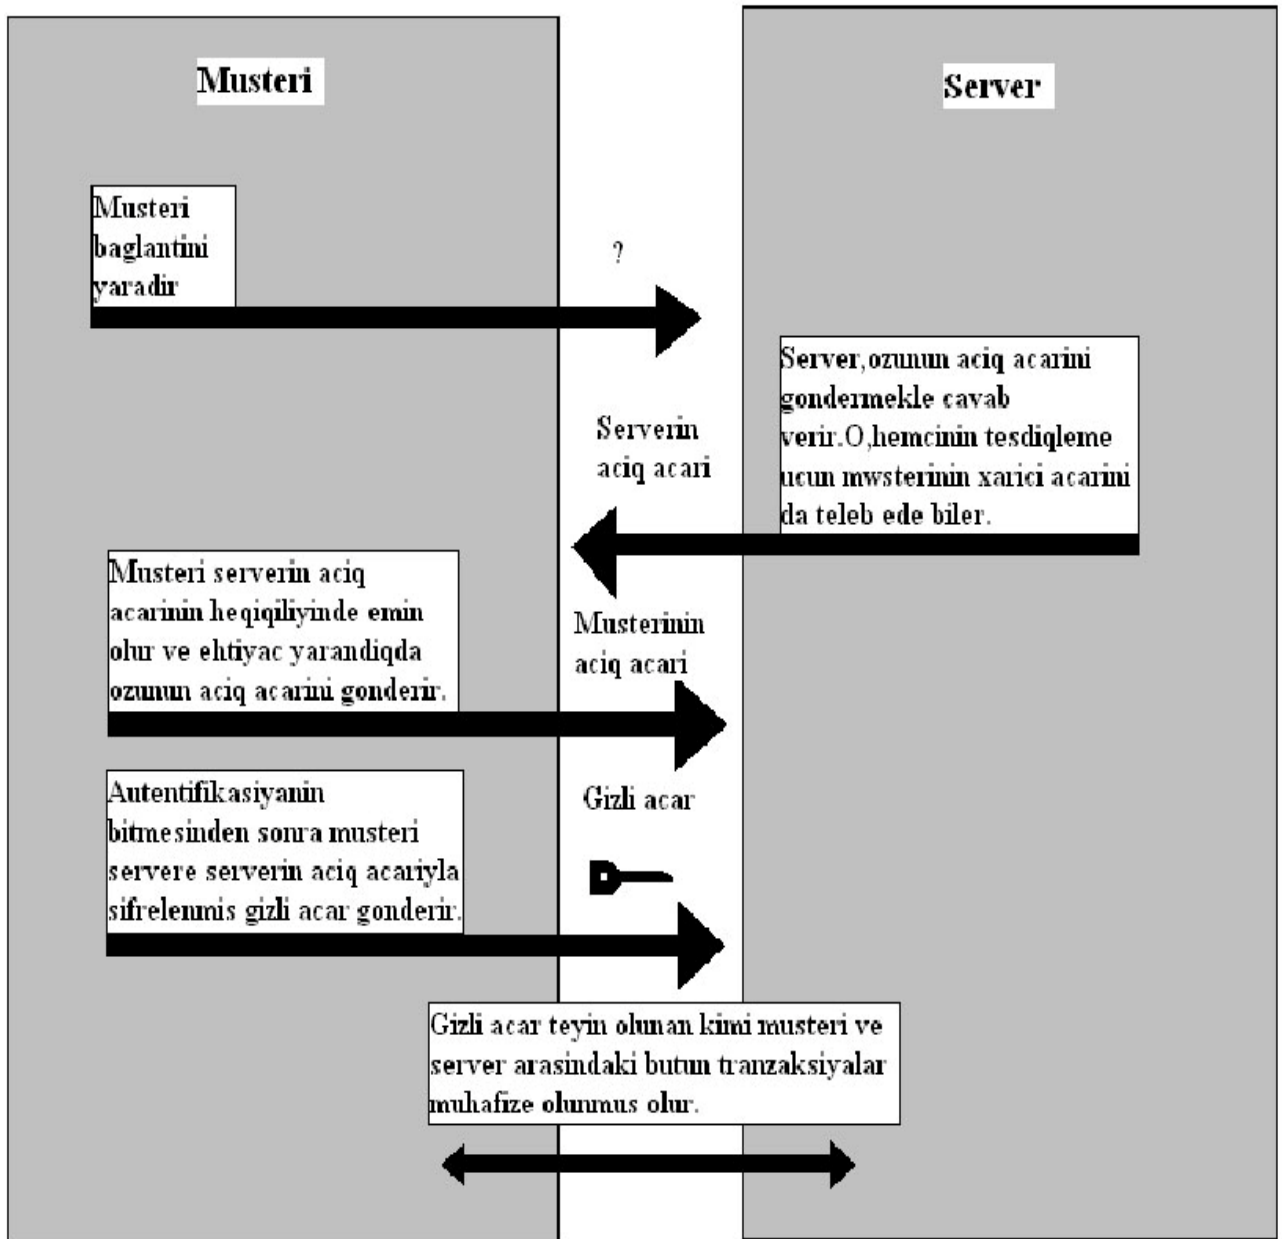 Musteri
Server
Musteri
baglantini
yaradir
?
Server,ozunun aciq acarini
gondermekle cavab
verir.O,hemcinin tesdiqleme
ucun mwsterinin xarici acarini
da teleb ede biler.
Serverin
aciq acari
Musteri serverin aciq
acarinin heqiqiliyinde emin
olur ve ehtiyac yarandiqda
ozunun aciq acarini gonderir.
Musterinin
aciq acari
Autentifikasiyanin
bitmesinden sonra musteri
servere serverin aciq acariyla
sifrelenmis gizli acar gonderir.
Gizli acar
Gizli acar teyin olunan kimi musteri ve
server arasindaki butun tranzaksiyalar
muhafize olunmus olur.